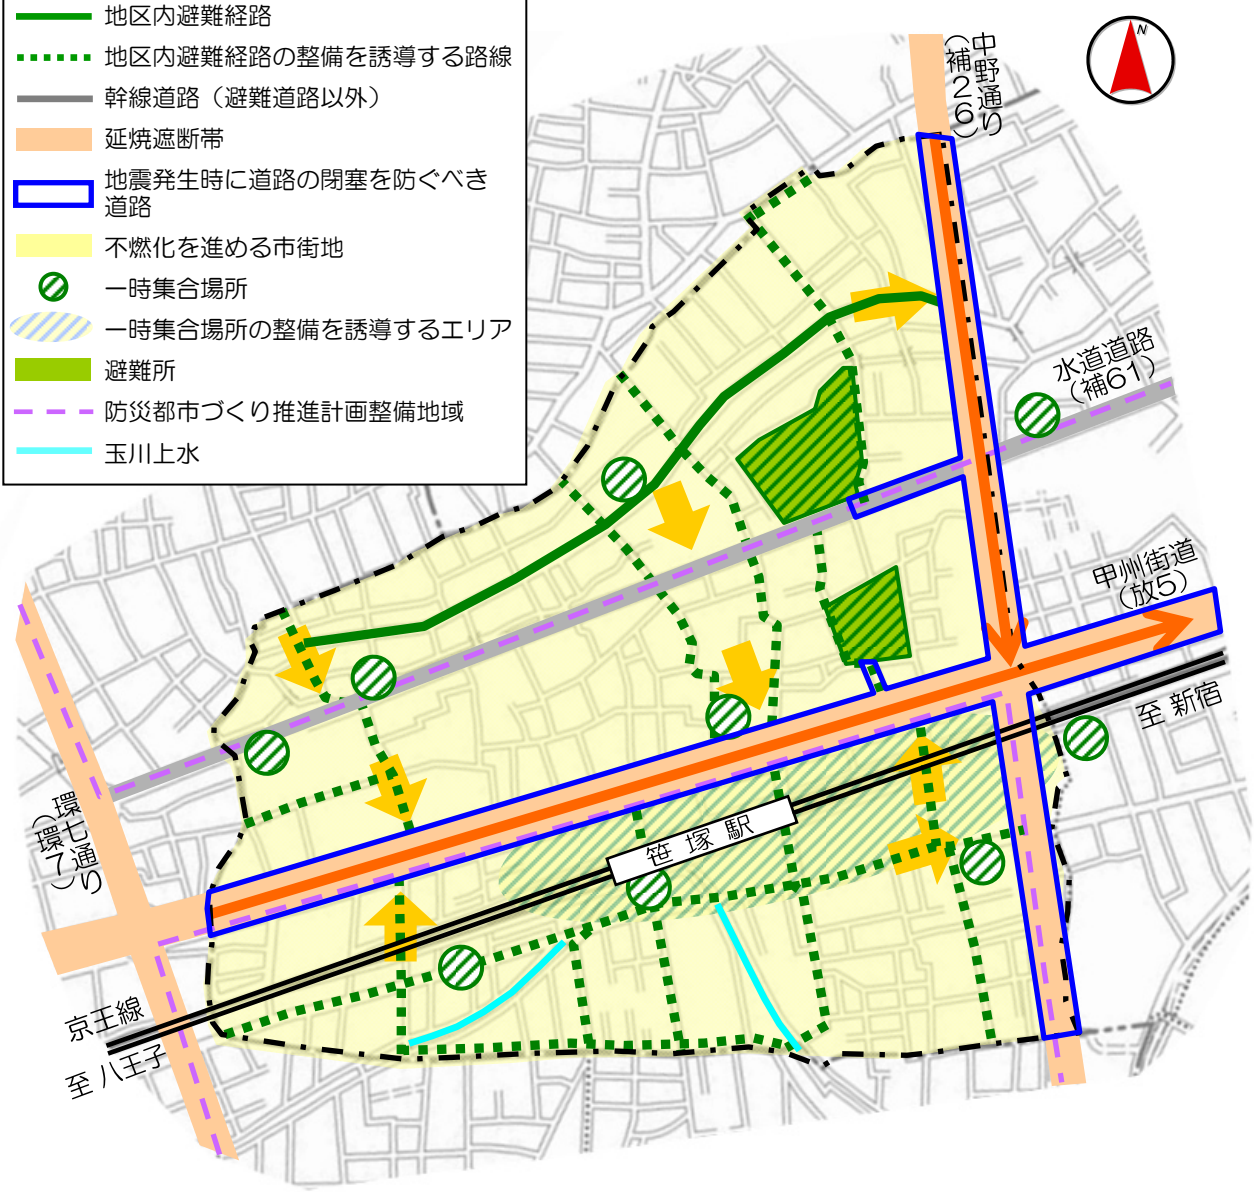 地区内避難経路
地区内避難経路の整備を誘導する路線
幹線道路（避難道路以外）
延焼遮断帯
地震発生時に道路の閉塞を防ぐべき
道路
不燃化を進める市街地
一時集合場所
一時集合場所の整備を誘導するエリア
避難所
防災都市づくり推進計画整備地域
玉川上水
中野通り
（補２６）
N
水道道路
（補61）
甲州街道
（放5）
至 新宿
環七通り
（環７）
笹塚駅
京王線
至 八王子